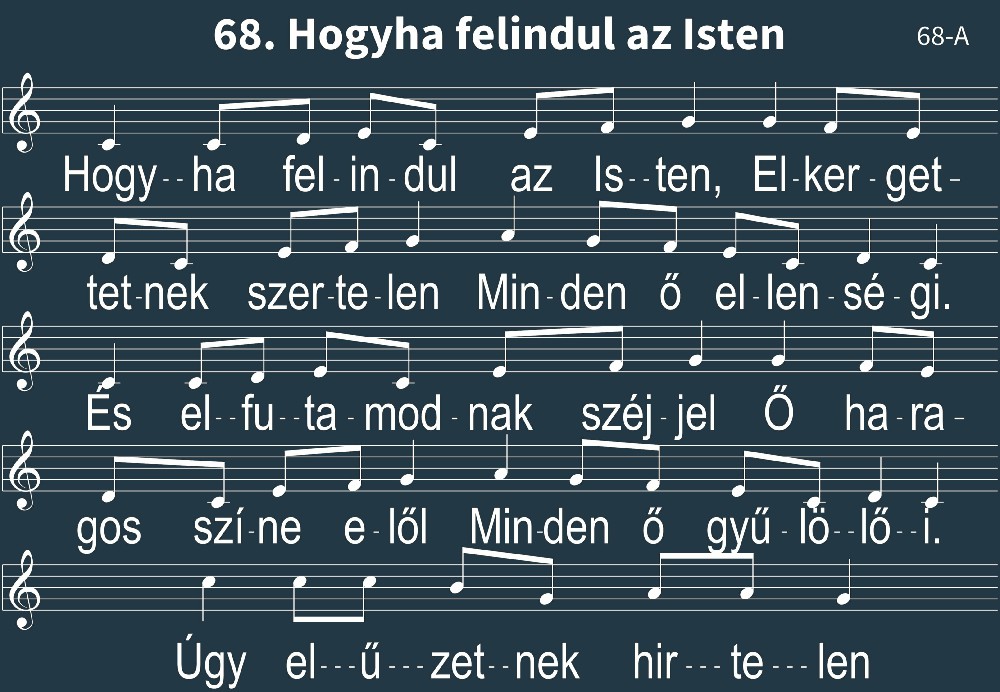 68. Hogyha felindul az Isten
68-A
Hogy--ha fel-in-dul az Is--ten, El-ker-get-
tet-nek szer-te-len Min-den ő el-len-sé-gi.
És el--fu--ta-mod-nak széj-jel Ő ha-ra-
gos szí-ne e-lől Min-den ő gyű-lö--lő--i.
Úgy el---ű---zet--nek hir---te---len